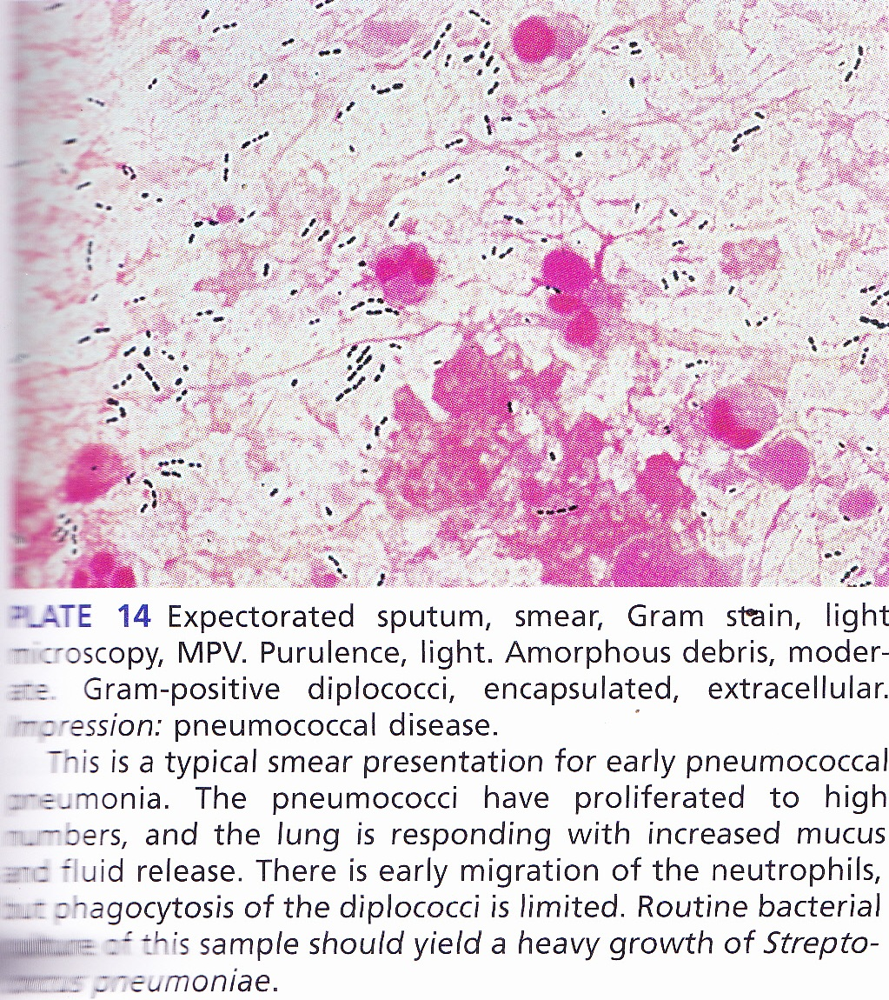 PLATE 14 Expectorated sputum, smear, Gram stain, light
microscopy, MPV. Purulence, light. Amorphous debris, moder-
ate. Gram-positive diplococci, encapsulated, extracellular.
Impression: pneumococcal disease.
This is a typical smear presentation for early pneumococcal
pneumonia. The pneumococci have proliferated to high
numbers, and the lung is responding with increased mucus
and fluid release. There is early migration of the neutrophils,
but phagocytosis of the diplococci is limited. Routine bacterial
of this sample should yield a heavy growth of Strepto-
pneumoniae.